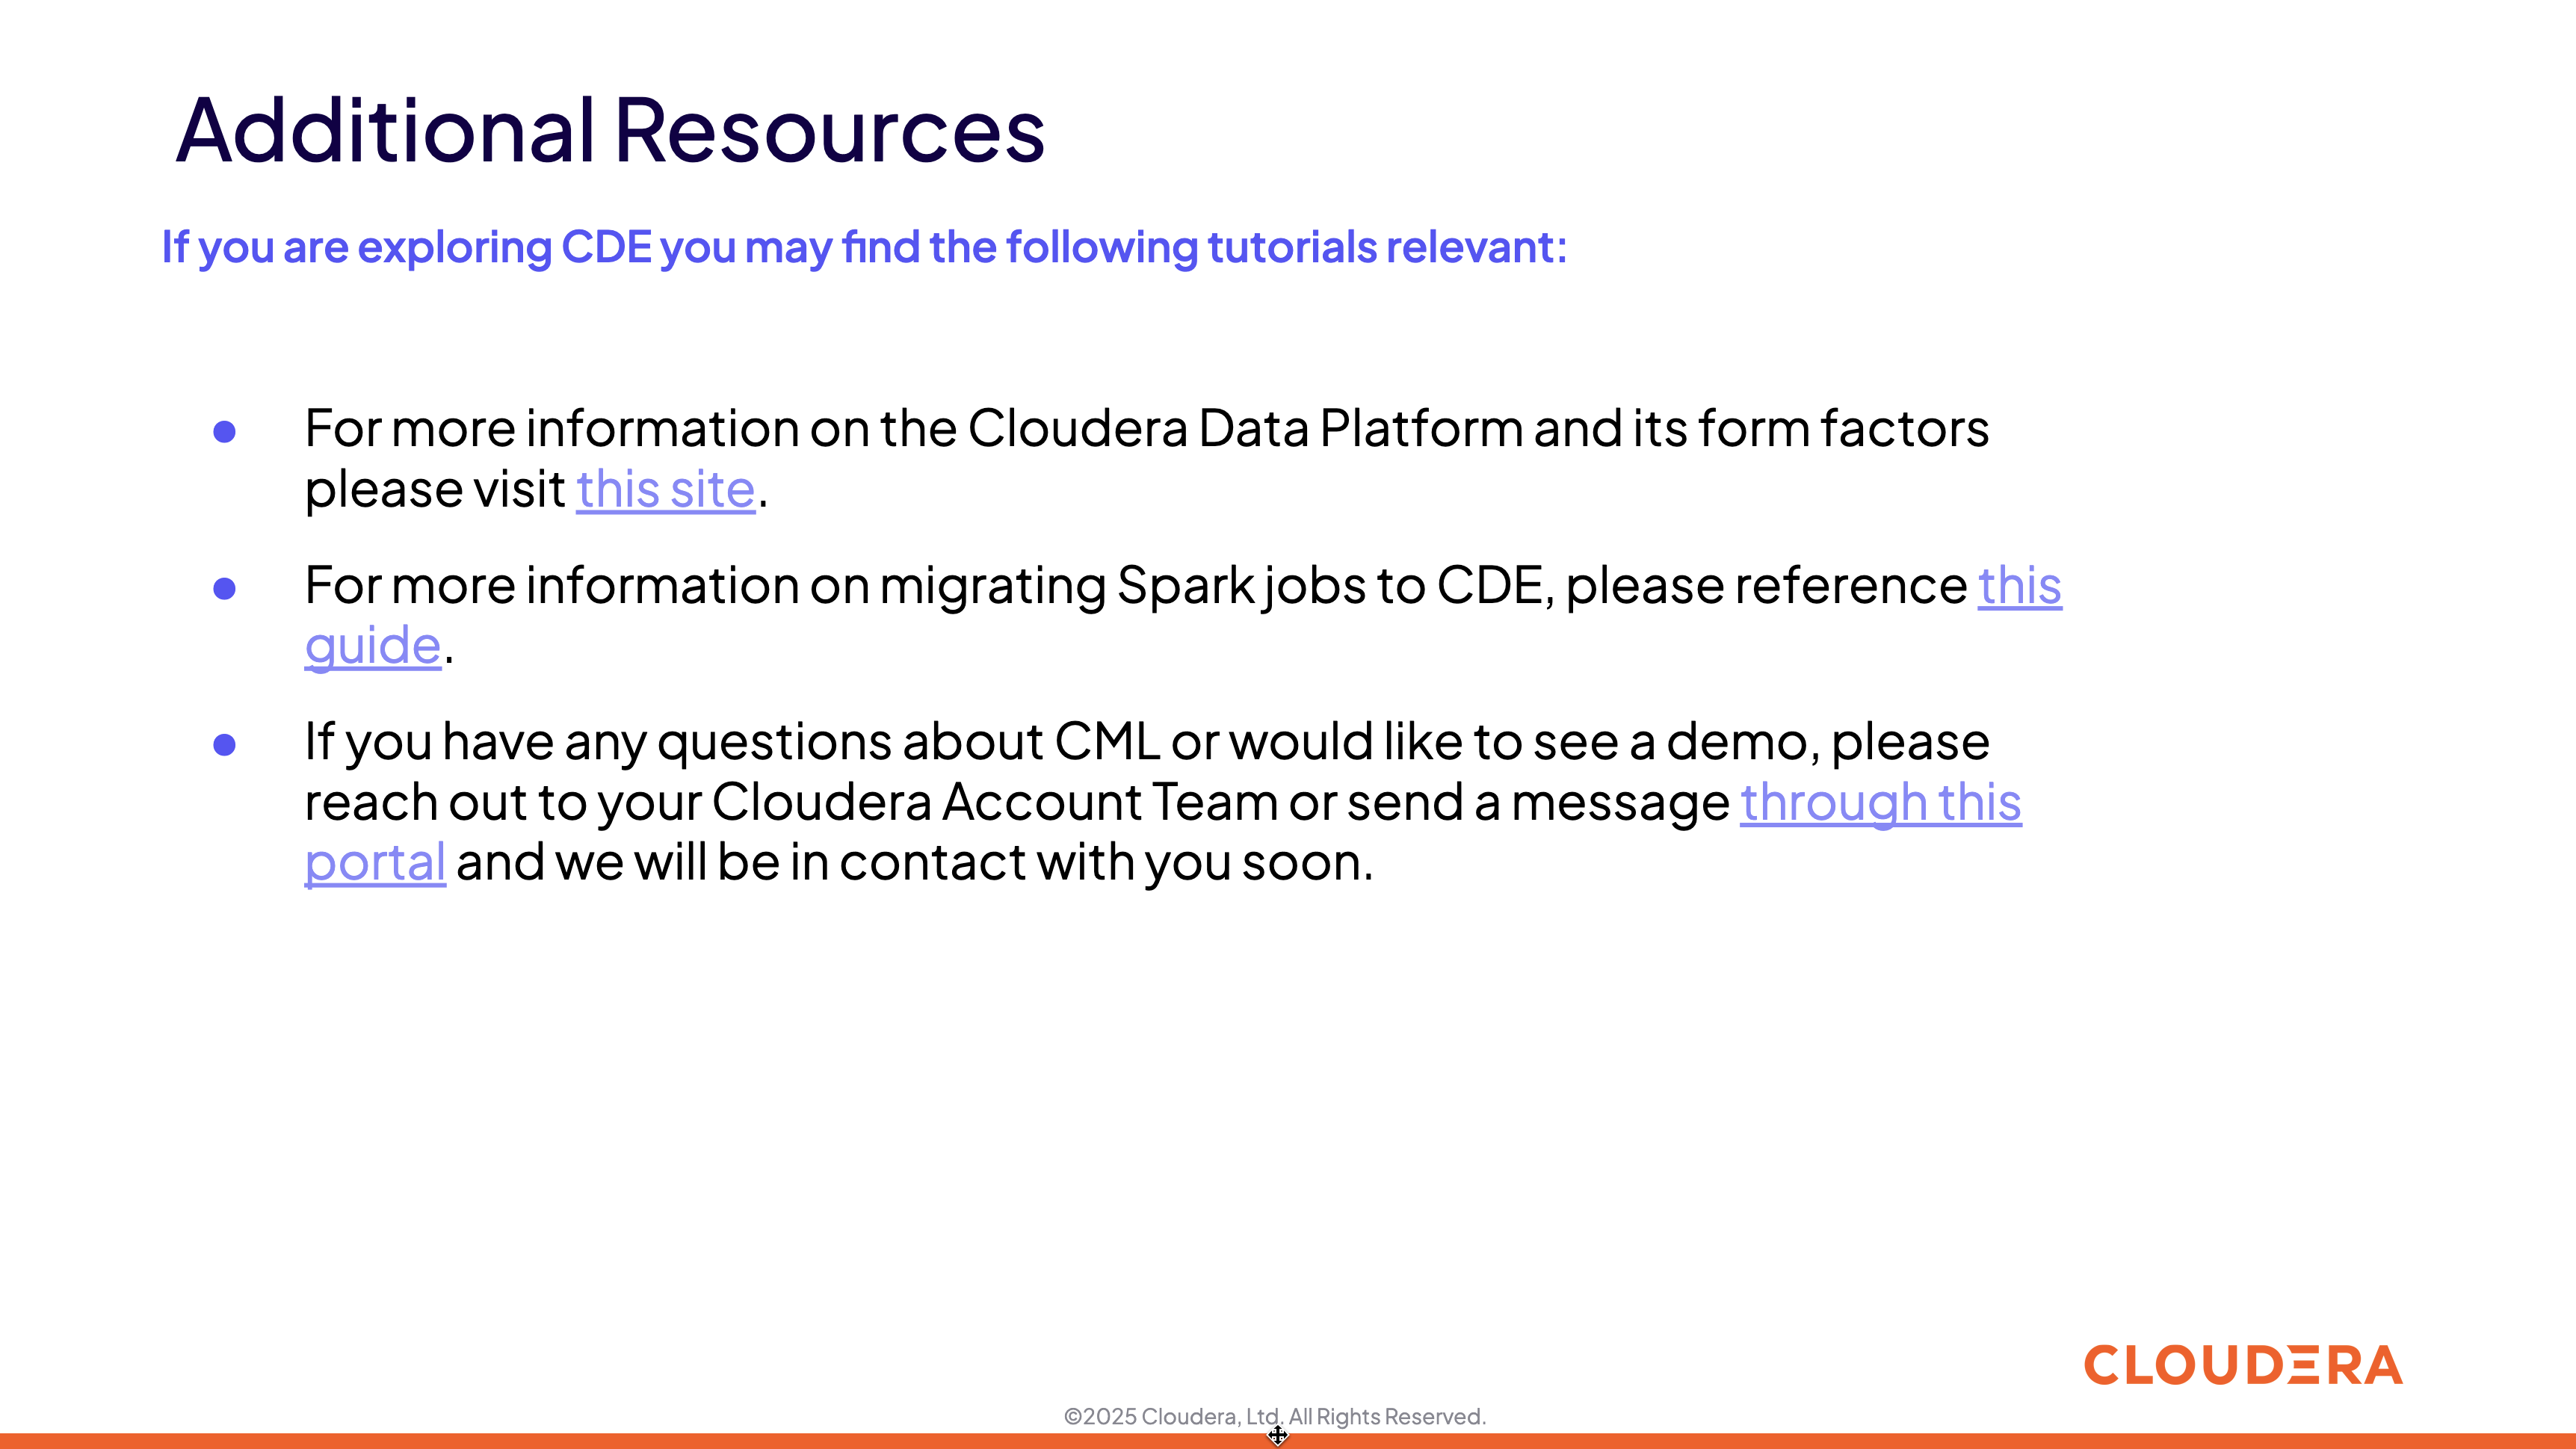 Additional Resources
If you are exploring CDE you may find the following tutorials relevant:
● For more information on the Cloudera Data Platform and its form factors
please visit this site.
● For more information on migrating Spark jobs to CDE, please reference this
guide.
● If you have any questions about CML or would like to see a demo, please
reach out to your Cloudera Account Team or send a message through this
portal and we will be in contact with you soon.
CLOUDERA
©2025 Cloudera, Ltd. All Rights Reserved.